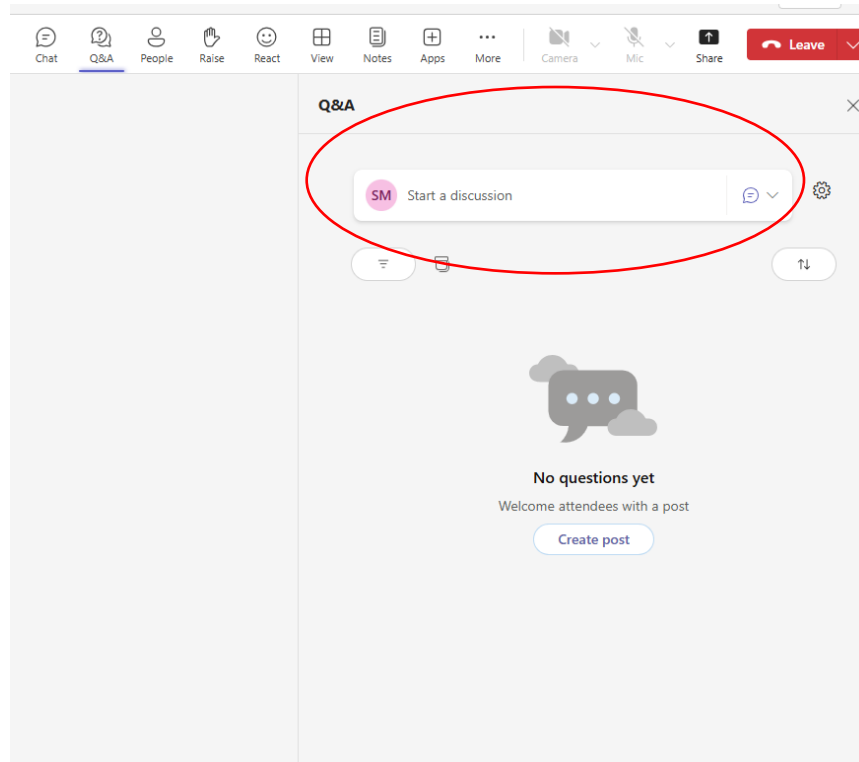 Chat Q&A People Raise React View Notes Apps More Camera Mic Share Leave
Q&A
SM Start a discussion
No questions yet
Welcome attendees with a post
Create post